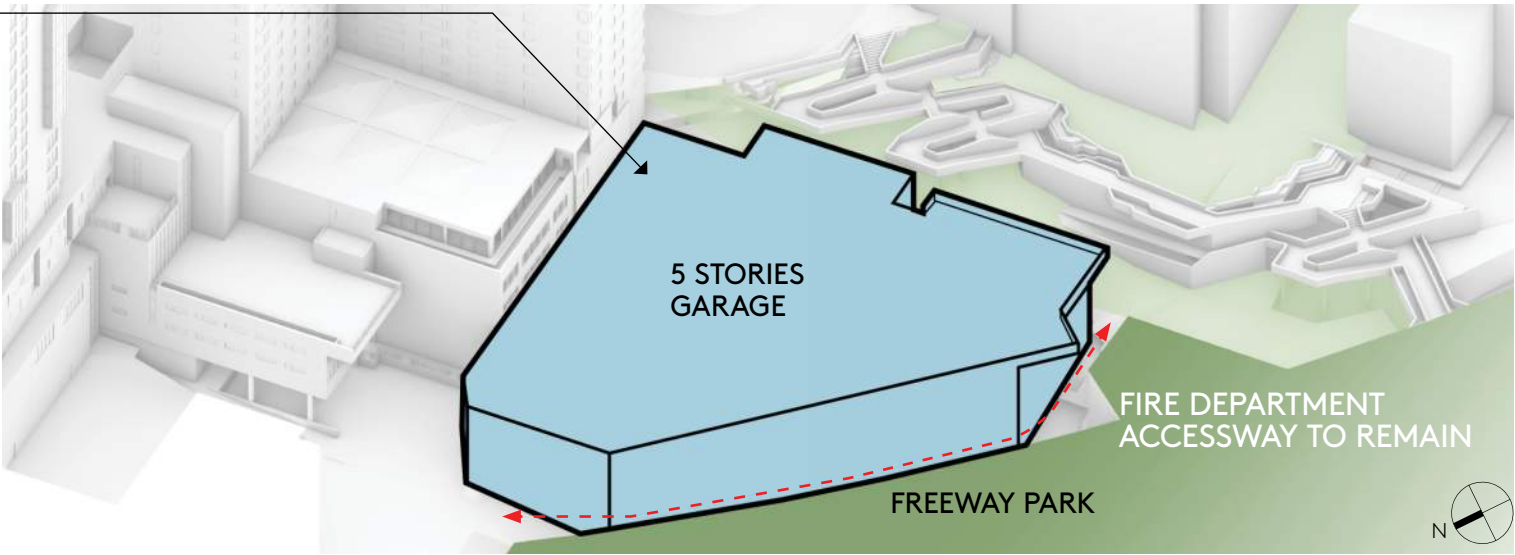 5 STORIES
GARAGE
FIRE DEPARTMENT
ACCESSWAY TO REMAIN
FREEWAY PARK
N